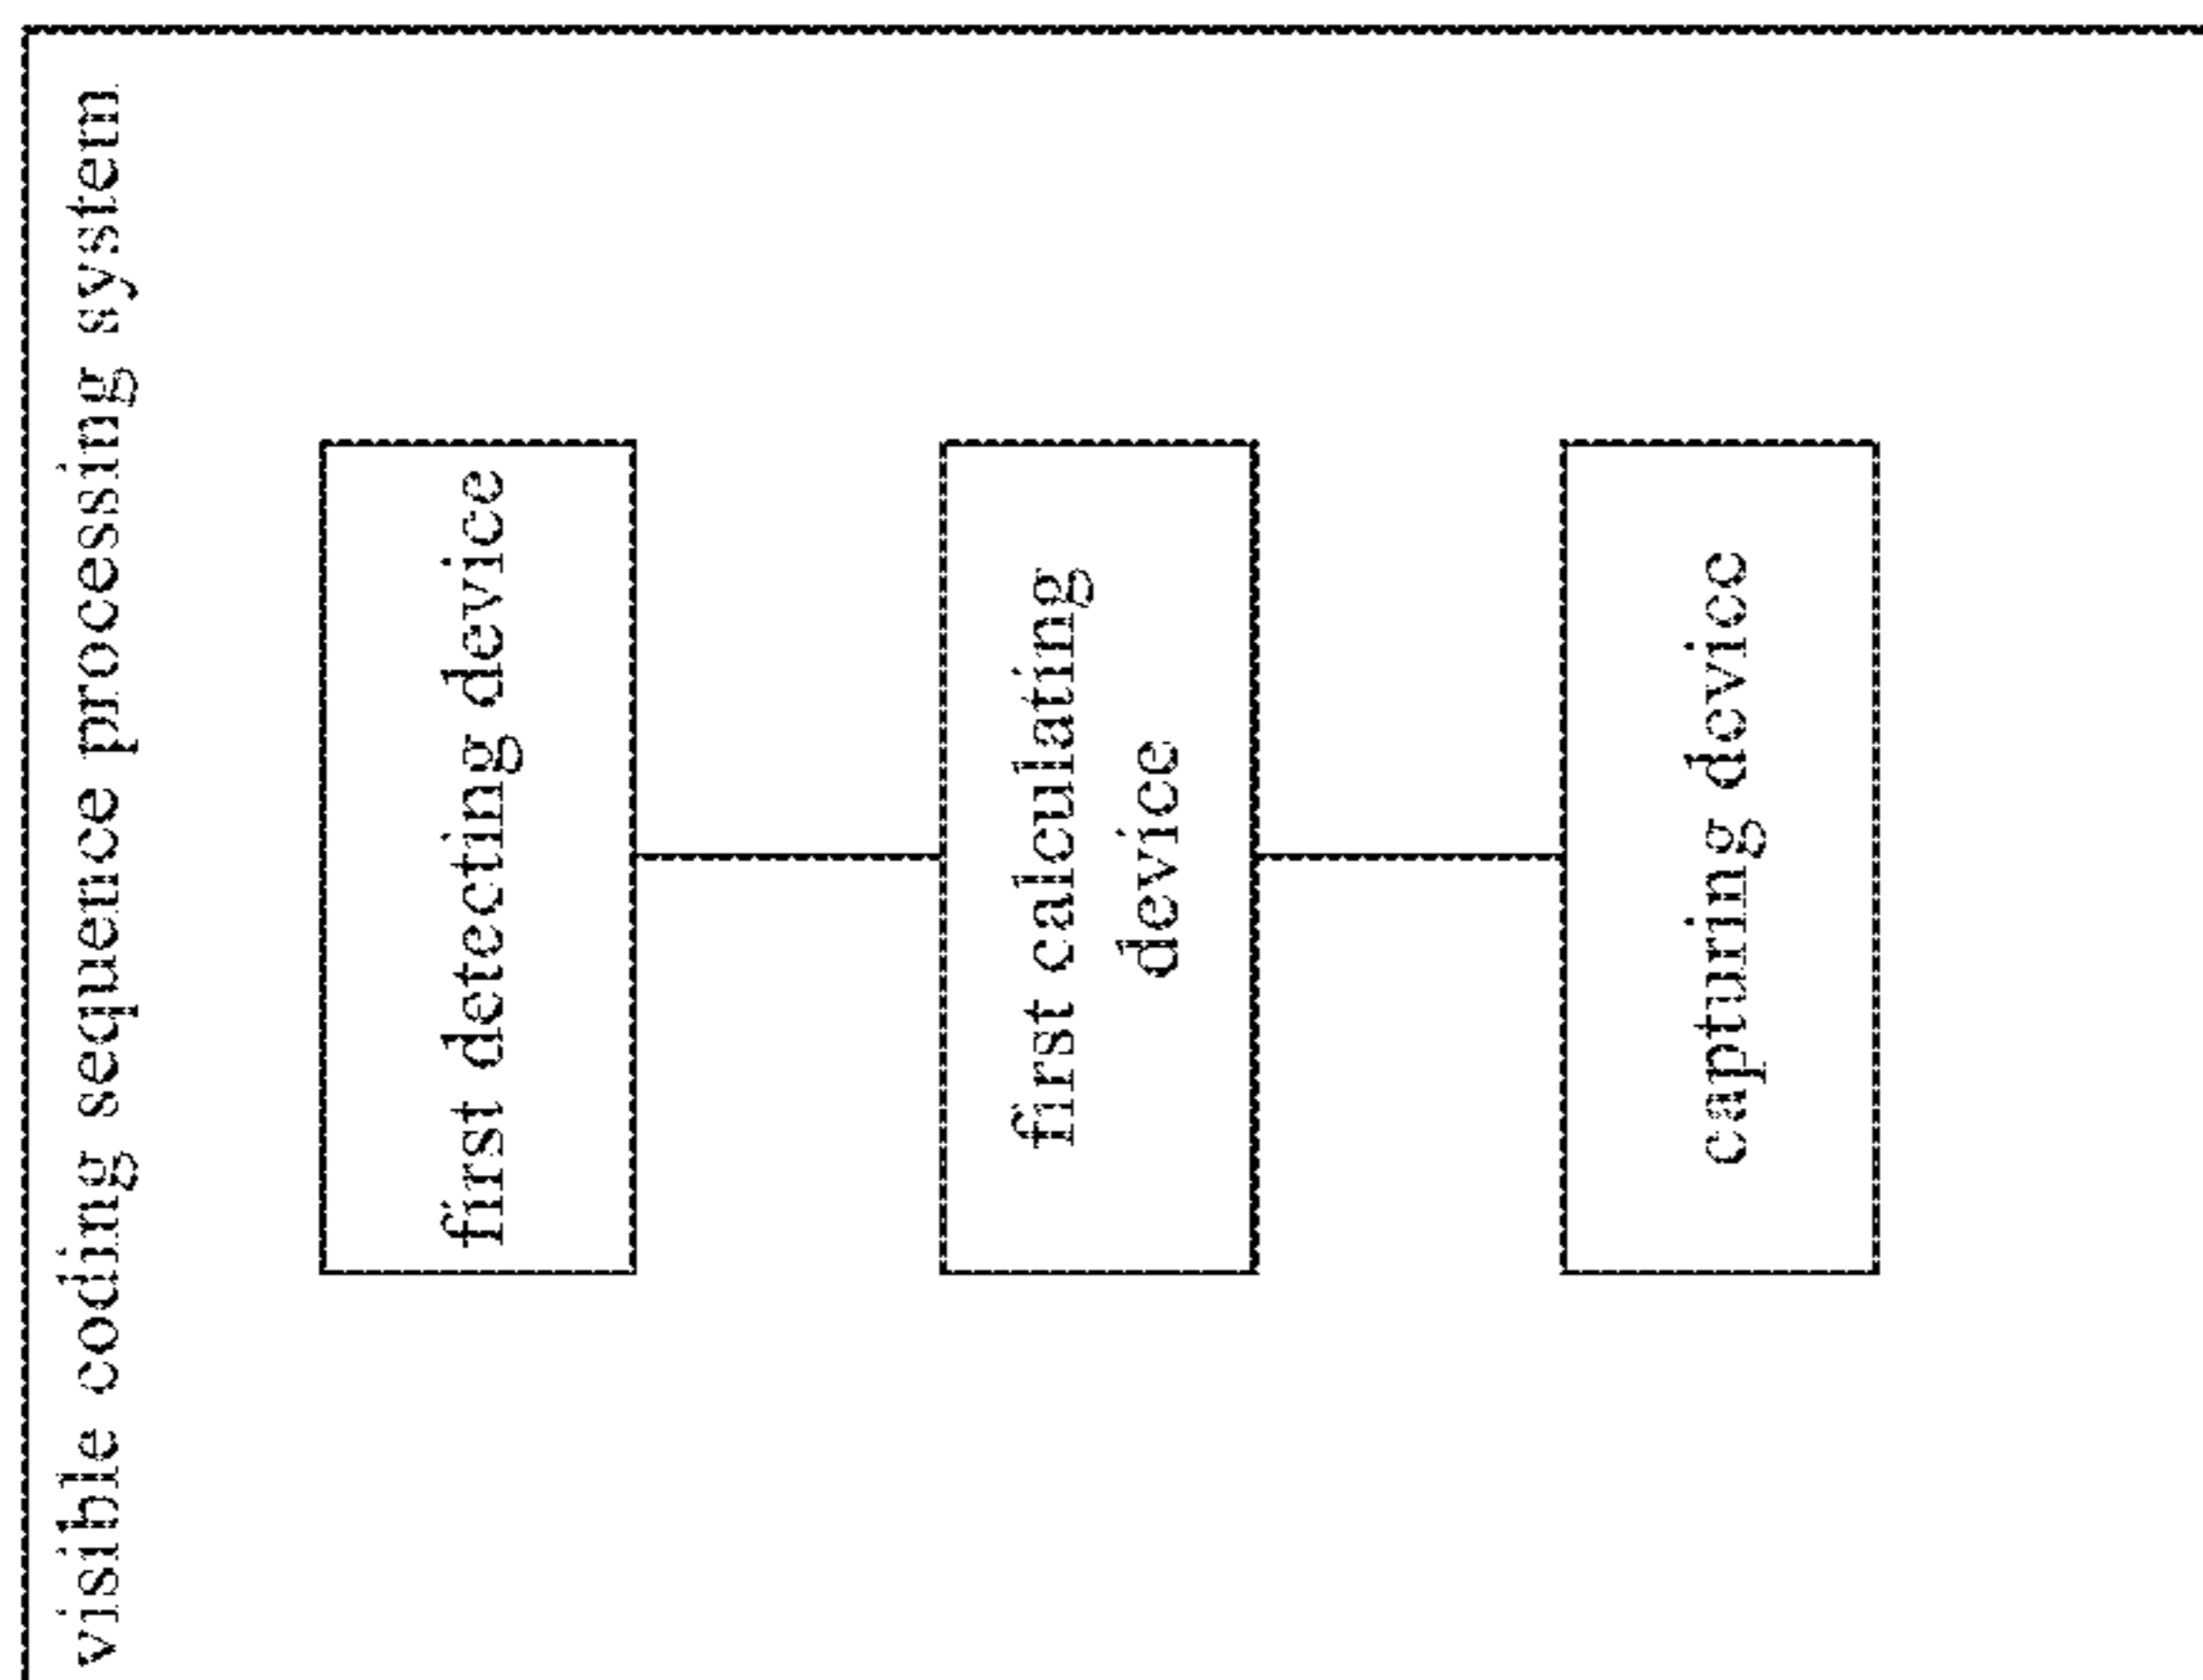 visible coding sequence processing system
first detecting device
first calculating
device
capturing device